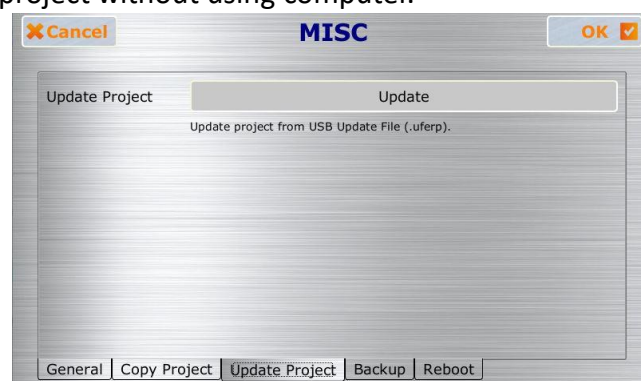 project without using computer.
Cancel MISC OK
Update Project Update
Update project from USB Update File (.uferp).
General Copy Project Update Project Backup Reboot